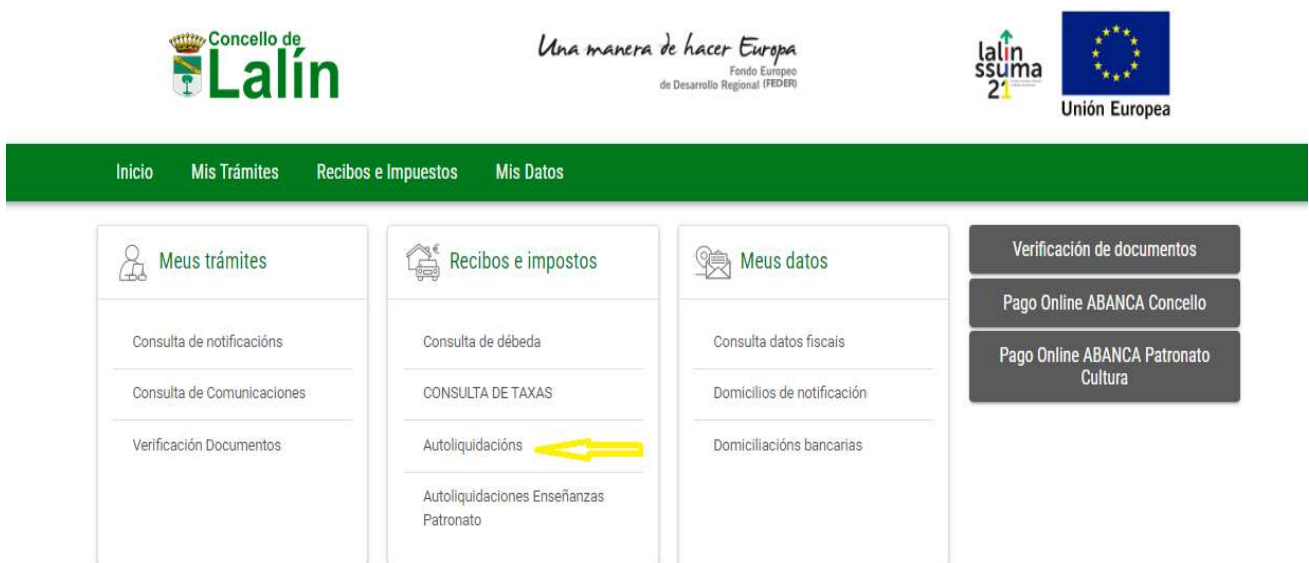 Concello de
Lalín
Una manera de hacer Europa
Fondo Europeo
de Desarrollo Regional (FEDER)
lalín
ssuma
21
Unión Europea
Inicio Mis Trámites Recibos e Impuestos Mis Datos
Meus trámites
Consulta de notificacións
Consulta de Comunicaciones
Verificación Documentos
Recibos e impostos
Consulta de débeda
CONSULTA DE TAXAS
Autoliquidacións
Autoliquidaciones Enseñanzas
Patronato
Meus datos
Consulta datos fiscais
Domicilios de notificación
Domiciliacións bancarias
Verificación de documentos
Pago Online ABANCA Concello
Pago Online ABANCA Patronato
Cultura